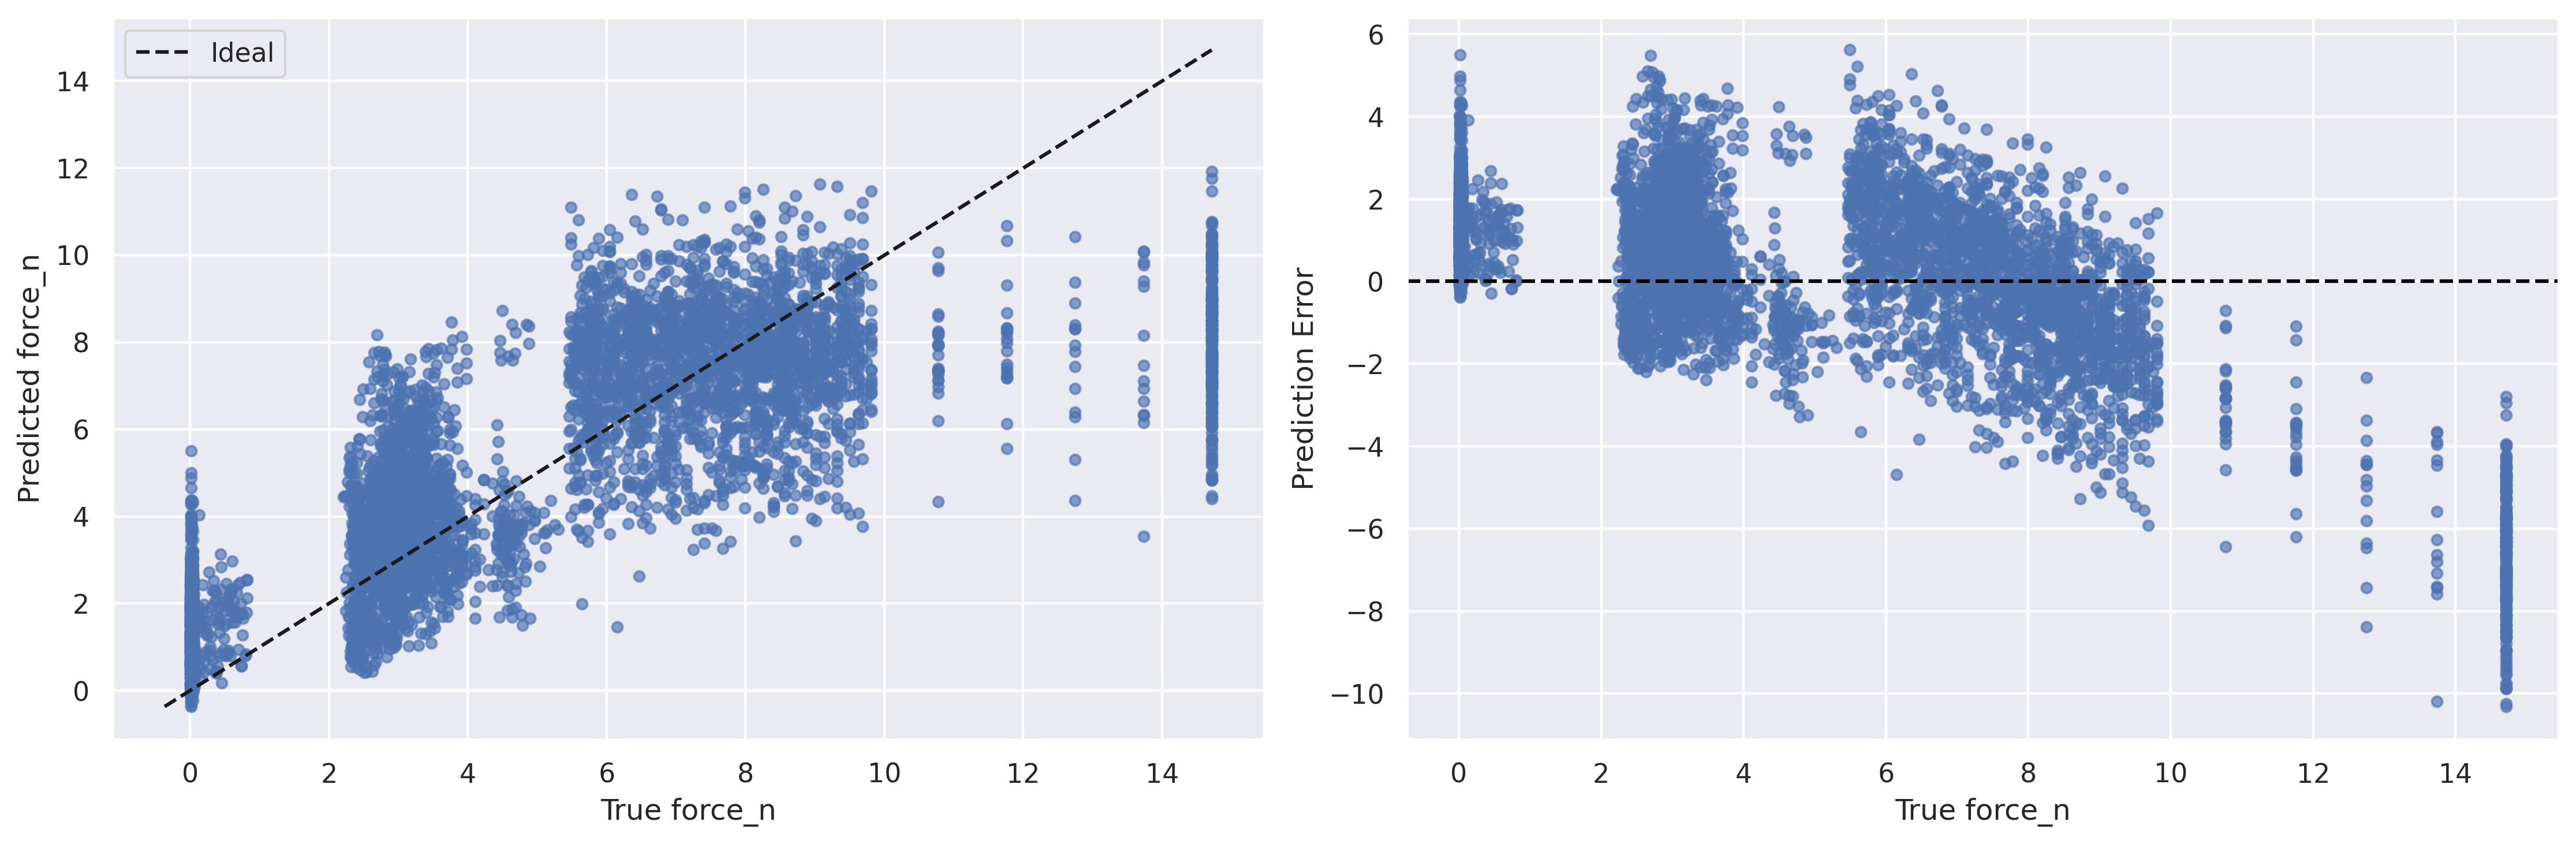 Ideal
14
12
10
8
6
4
2
0
Predicted force_n
0 2 4 6 8 10 12 14
True force_n
6
4
2
0
−2
−4
−6
−8
−10
Prediction Error
0 2 4 6 8 10 12 14
True force_n